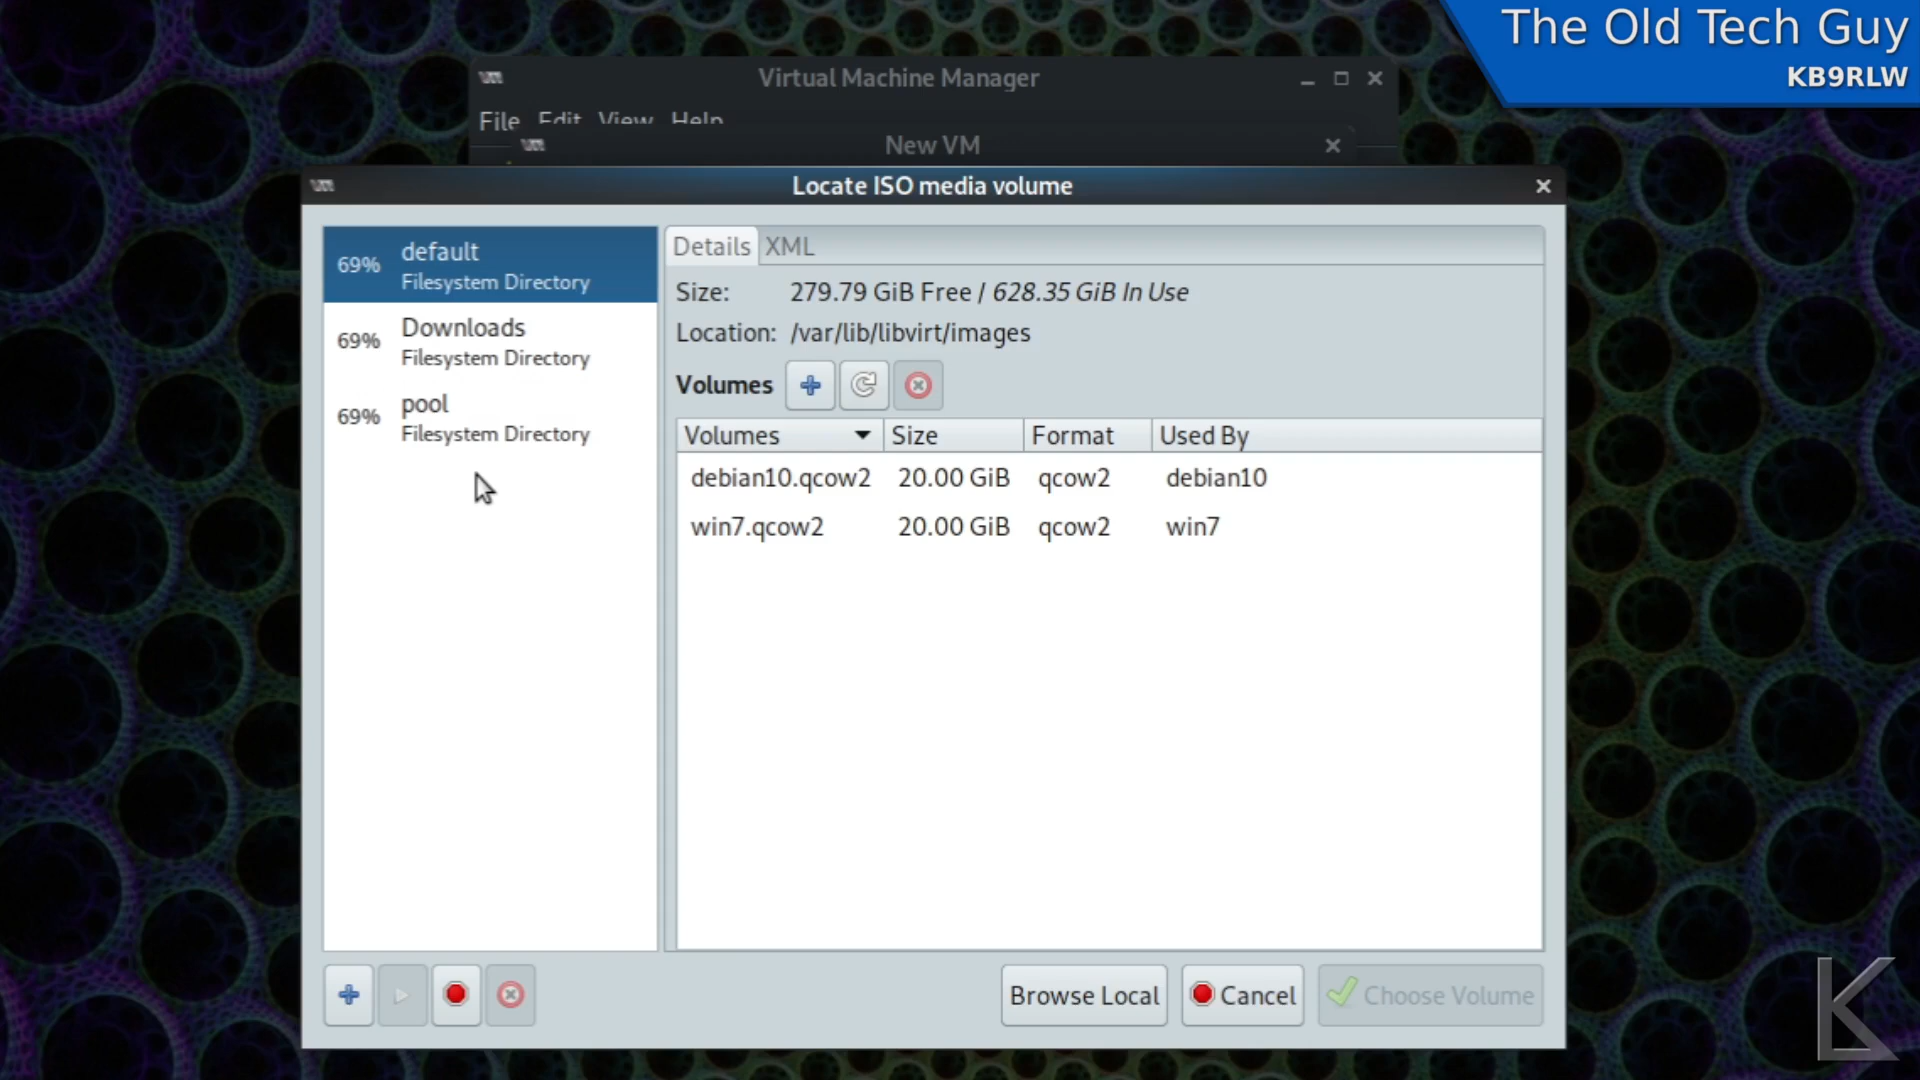 The Old Tech Guy
KB9RLW
Virtual Machine Manager
File Edit View Help
New VM
Locate ISO media volume
69% default
Filesystem Directory
69% Downloads
Filesystem Directory
69% pool
Filesystem Directory
Details XML
Size: 279.79 GiB Free / 628.35 GiB In Use
Location: /var/lib/libvirt/images
Volumes
Volumes Size Format Used By
debian10.qcow2 20.00 GiB qcow2 debian10
win7.qcow2 20.00 GiB qcow2 win7
Browse Local Cancel Choose Volume
K